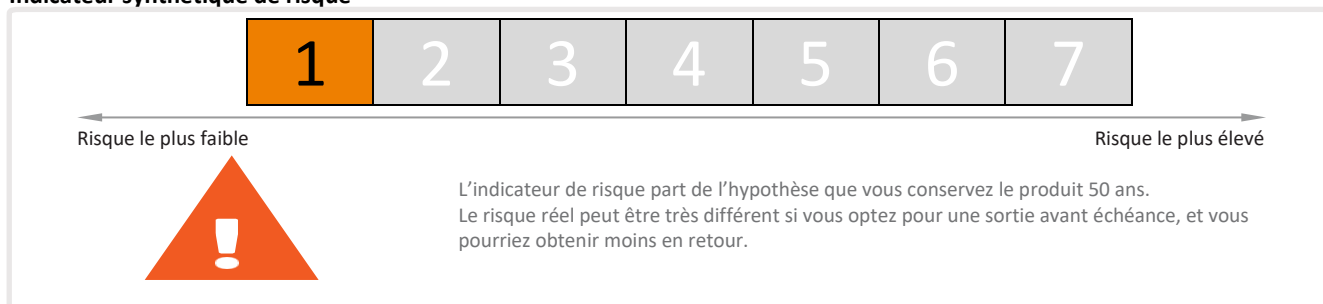 Indicateur synthétique de risque
1 2 3 4 5 6 7
Risque le plus faible Risque le plus élevé
L'indicateur de risque part de l'hypothèse que vous conservez le produit 50 ans.
Le risque réel peut être très différent si vous optez pour une sortie avant échéance, et vous
pourriez obtenir moins en retour.
!